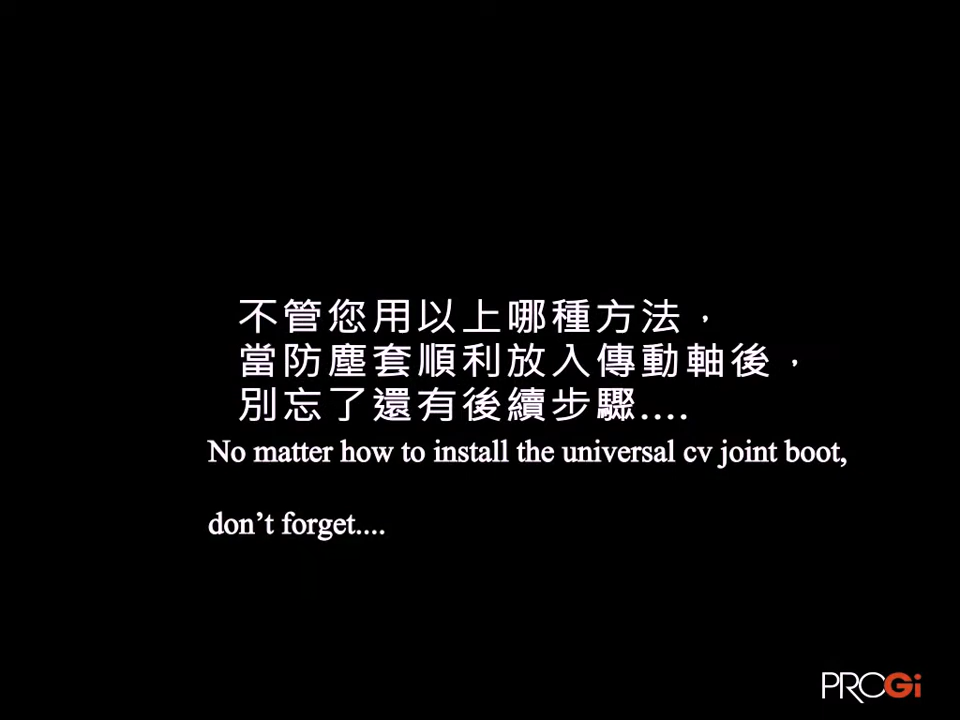 不管您用以上哪種方法，
當防塵套順利放入傳動軸後，
別忘了還有後續步驟....
No matter how to install the universal cv joint boot,
don’t forget....
PROGi